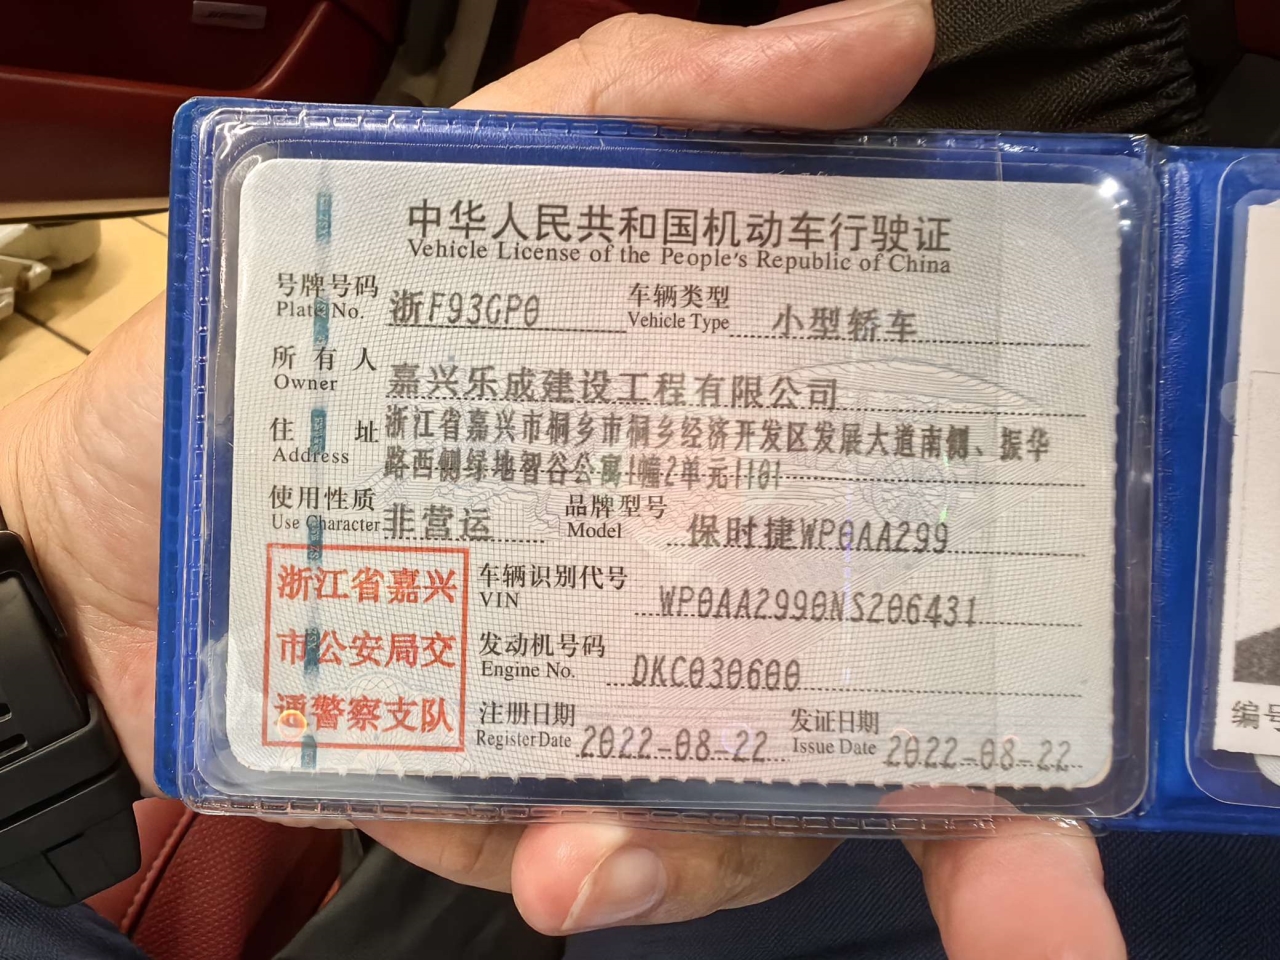 中华人民共和国机动车行驶证
Vehicle License of the People's Republic of China
号牌号码 浙F93GP0 车辆类型 小型轿车
Plate No. Vehicle Type
所有人 嘉兴乐成建设工程有限公司
Owner
住址 浙江省嘉兴市桐乡市桐乡经济开发区发展大道南侧、振华
Address 路西侧绿地智谷公寓1幢2单元1101
使用性质 非营运 品牌型号 保时捷WP0AA299
Use Character Model
浙江省嘉兴
市公安局交
通警察支队
车辆识别代号 WP0AA2990NS206431
VIN
发动机号码 DKC030600
Engine No.
注册日期 2022-08-22 发证日期 2022-08-22
Register Date Issue Date
编号